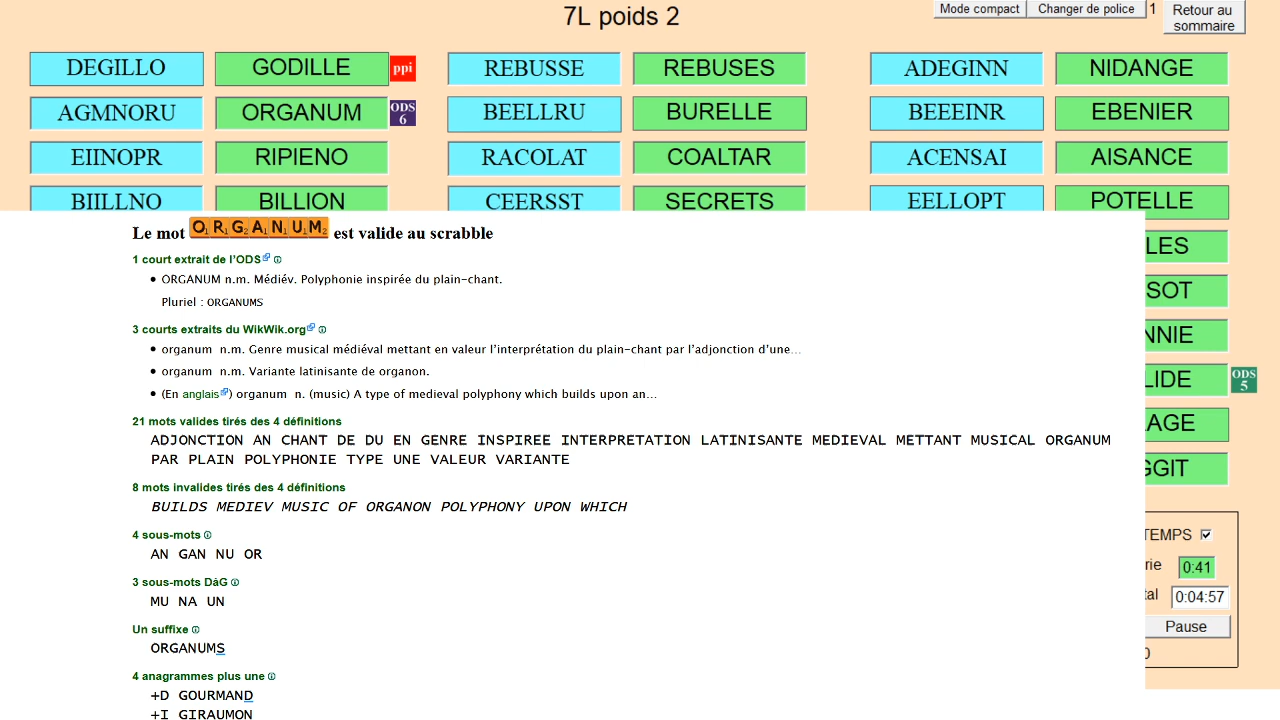 7L poids 2
Mode compact
Changer de police
1
Retour au
sommaire
DEGILLO GODILLE ppi REBUSSE REBUSES ADEGINN NIDANGE
AGMNORU ORGANUM ODS 6 BEELLRU BURELLE BEEEINR EBENIER
EIINOPR RIPIENO RACOLAT COALTAR ACENSAI AISANCE
BIILLNO BILLION CEERSST SECRETS EELLOPT POTELLE
LES
SOT
NNIE
LIDE ODS 5
AGE
GGIT
TEMPS
rie 0:41
tal 0:04:57
Pause
Le mot ORGANUM est valide au scrabble
1 court extrait de l'ODS
• ORGANUM n.m. Médiév. Polyphonie inspirée du plain-chant.
Pluriel : ORGANUMS
3 courts extraits du WikWik.org
• organum n.m. Genre musical médiéval mettant en valeur l'interprétation du plain-chant par l'adjonction d'une…
• organum n.m. Variante latinisante de organon.
• (En anglais) organum n. (music) A type of medieval polyphony which builds upon an…
21 mots valides tirés des 4 définitions
ADJONCTION AN CHANT DE DU EN GENRE INSPIREE INTERPRETATION LATINISANTE MEDIEVAL METTANT MUSICAL ORGANUM
PAR PLAIN POLYPHONIE TYPE UNE VALEUR VARIANTE
8 mots invalides tirés des 4 définitions
BUILDS MEDIEV MUSIC OF ORGANON POLYPHONY UPON WHICH
4 sous-mots
AN GAN NU OR
3 sous-mots DàG
MU NA UN
Un suffixe
ORGANUMS
4 anagrammes plus une
+D GOURMAND
+I GIRAUMON